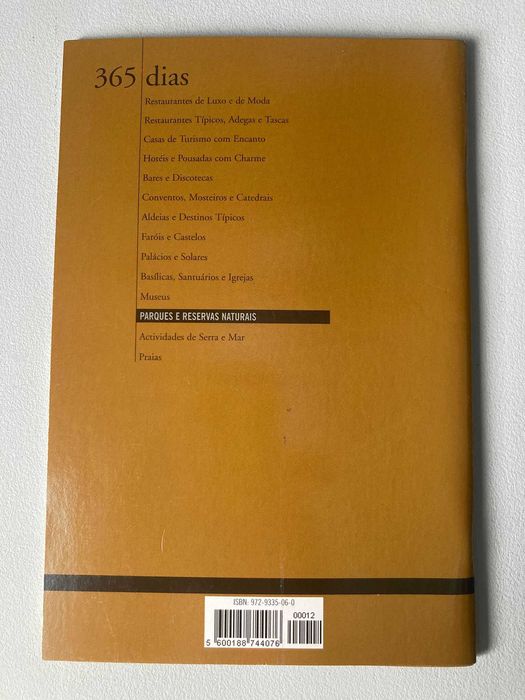 365 dias
Restaurantes de Luxo e de Moda
Restaurantes Típicos, Adegas e Tascas
Casas de Turismo com Encanto
Hotéis e Pousadas com Charme
Bares e Discotecas
Conventos, Mosteiros e Catedrais
Aldeias e Destinos Típicos
Faróis e Castelos
Palácios e Solares
Basílicas, Santuários e Igrejas
Museus
PARQUES E RESERVAS NATURAIS
Actividades de Serra e Mar
Praias
ISBN: 972-9335-06-0
00012
5 600188 744076